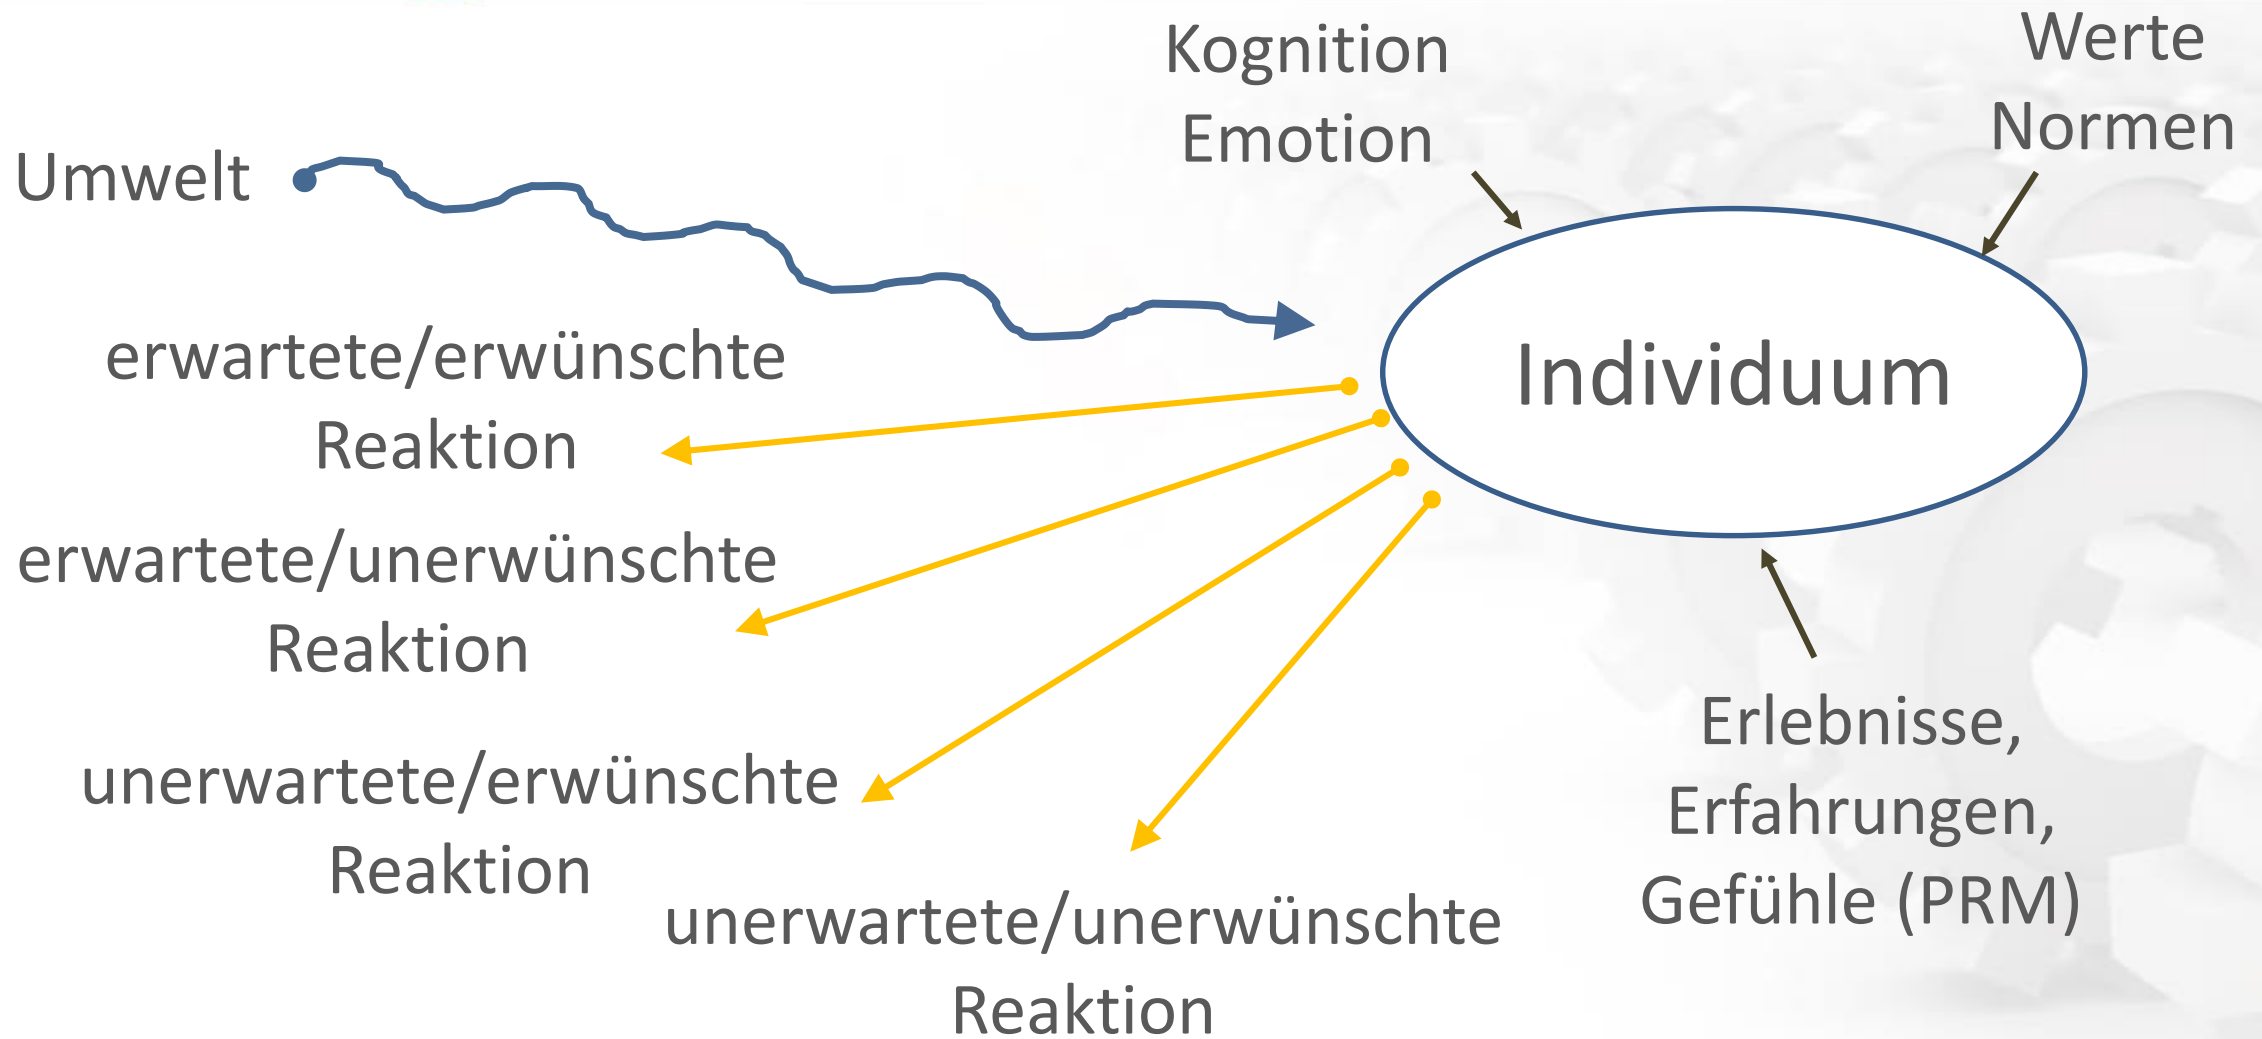 Kognition
Emotion
Werte
Normen
Umwelt
erwartete/erwünschte
Reaktion
Individuum
erwartete/unerwünschte
Reaktion
unerwartete/erwünschte
Reaktion
unerwartete/unerwünschte
Reaktion
Erlebnisse,
Erfahrungen,
Gefühle (PRM)